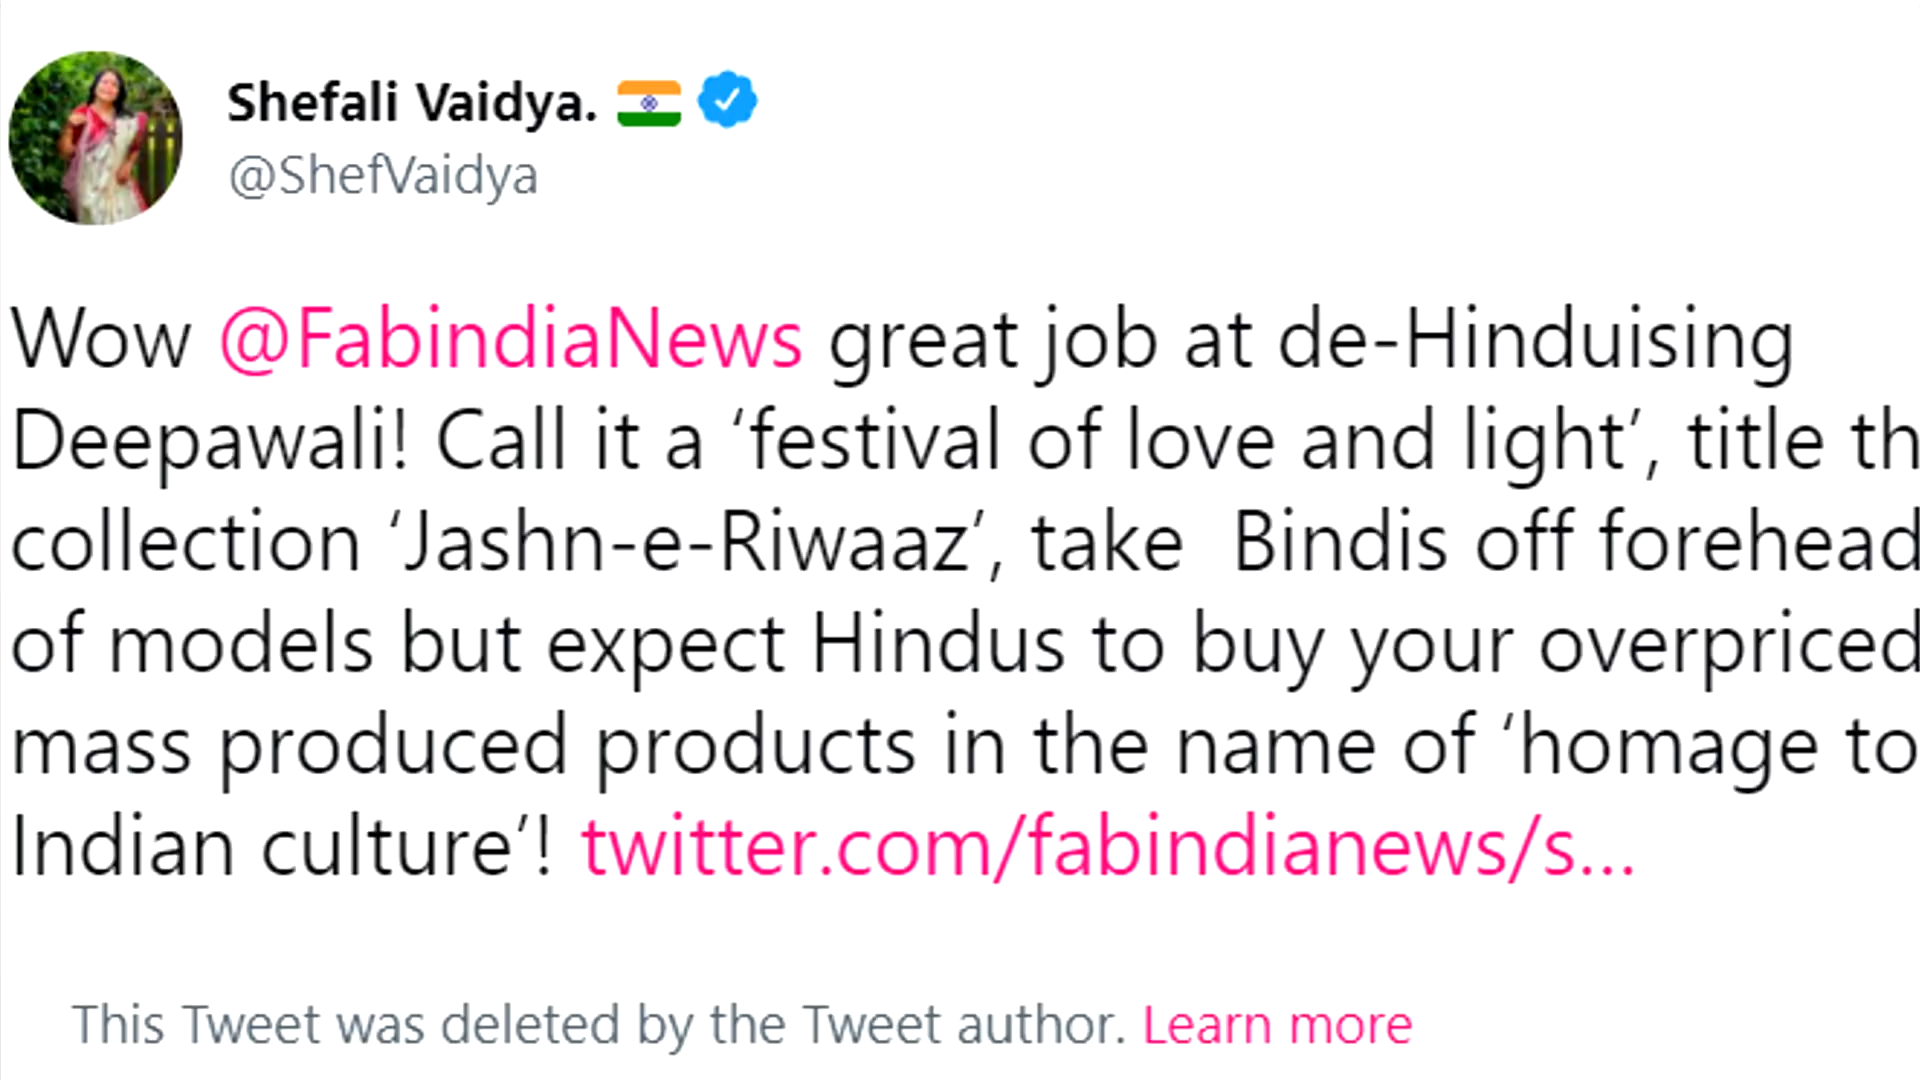 Shefali Vaidya.
@ShefVaidya
Wow @FabindiaNews great job at de-Hinduising
Deepawali! Call it a ‘festival of love and light’, title th
collection ‘Jashn-e-Riwaaz’, take Bindis off forehead
of models but expect Hindus to buy your overpriced
mass produced products in the name of ‘homage to
Indian culture’! twitter.com/fabindianews/s...
This Tweet was deleted by the Tweet author. Learn more